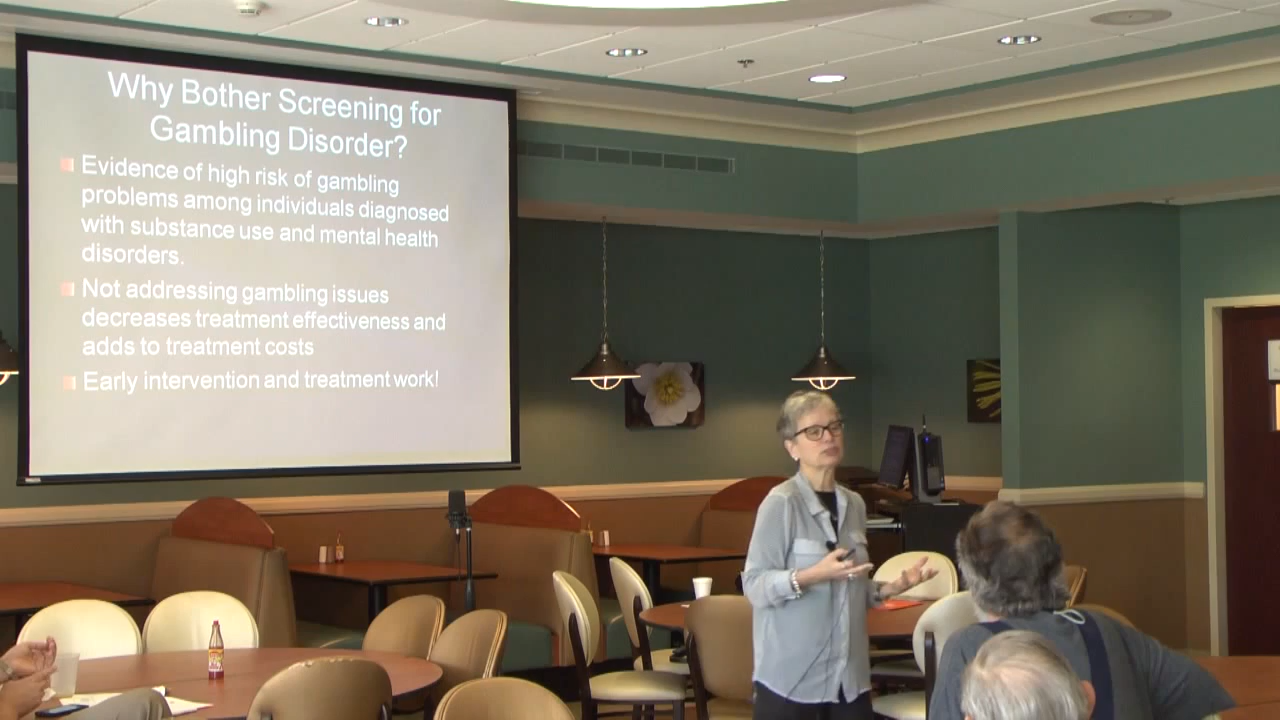 Why Bother Screening for
Gambling Disorder?
Evidence of high risk of gambling
problems among individuals diagnosed
with substance use and mental health
disorders.
Not addressing gambling issues
decreases treatment effectiveness and
adds to treatment costs
Early intervention and treatment work!